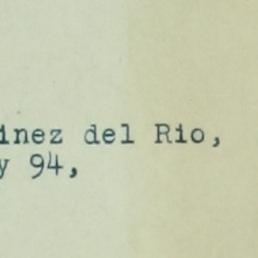 inez del Rio,
y 94,